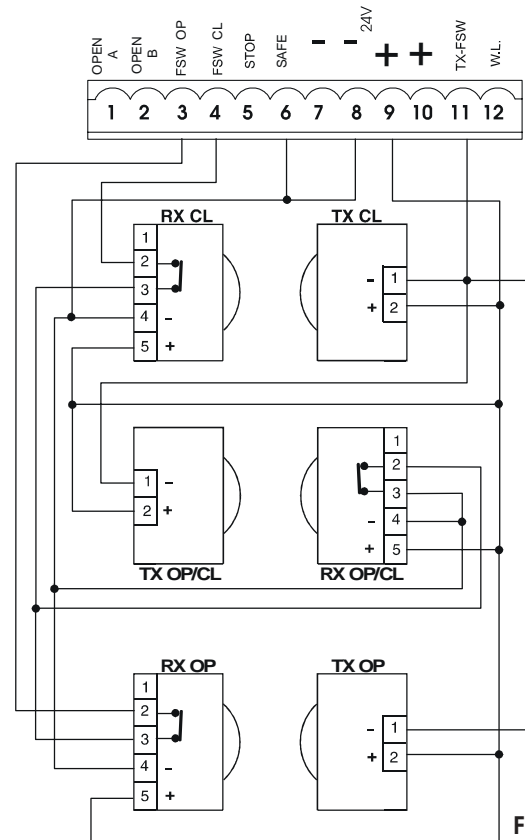 OPEN A
OPEN B
FSW OP
FSW CL
STOP
SAFE
-
-
24V
+
+
TX-FSW
W.L.
1 2 3 4 5 6 7 8 9 10 11 12
RX CL
1
2
3
4 -
5 +
TX CL
- 1
+ 2
1 -
2 +
TX OP/CL
1
2
3
- 4
+ 5
RX OP/CL
RX OP
1
2
3
4 -
5 +
TX OP
- 1
+ 2
F